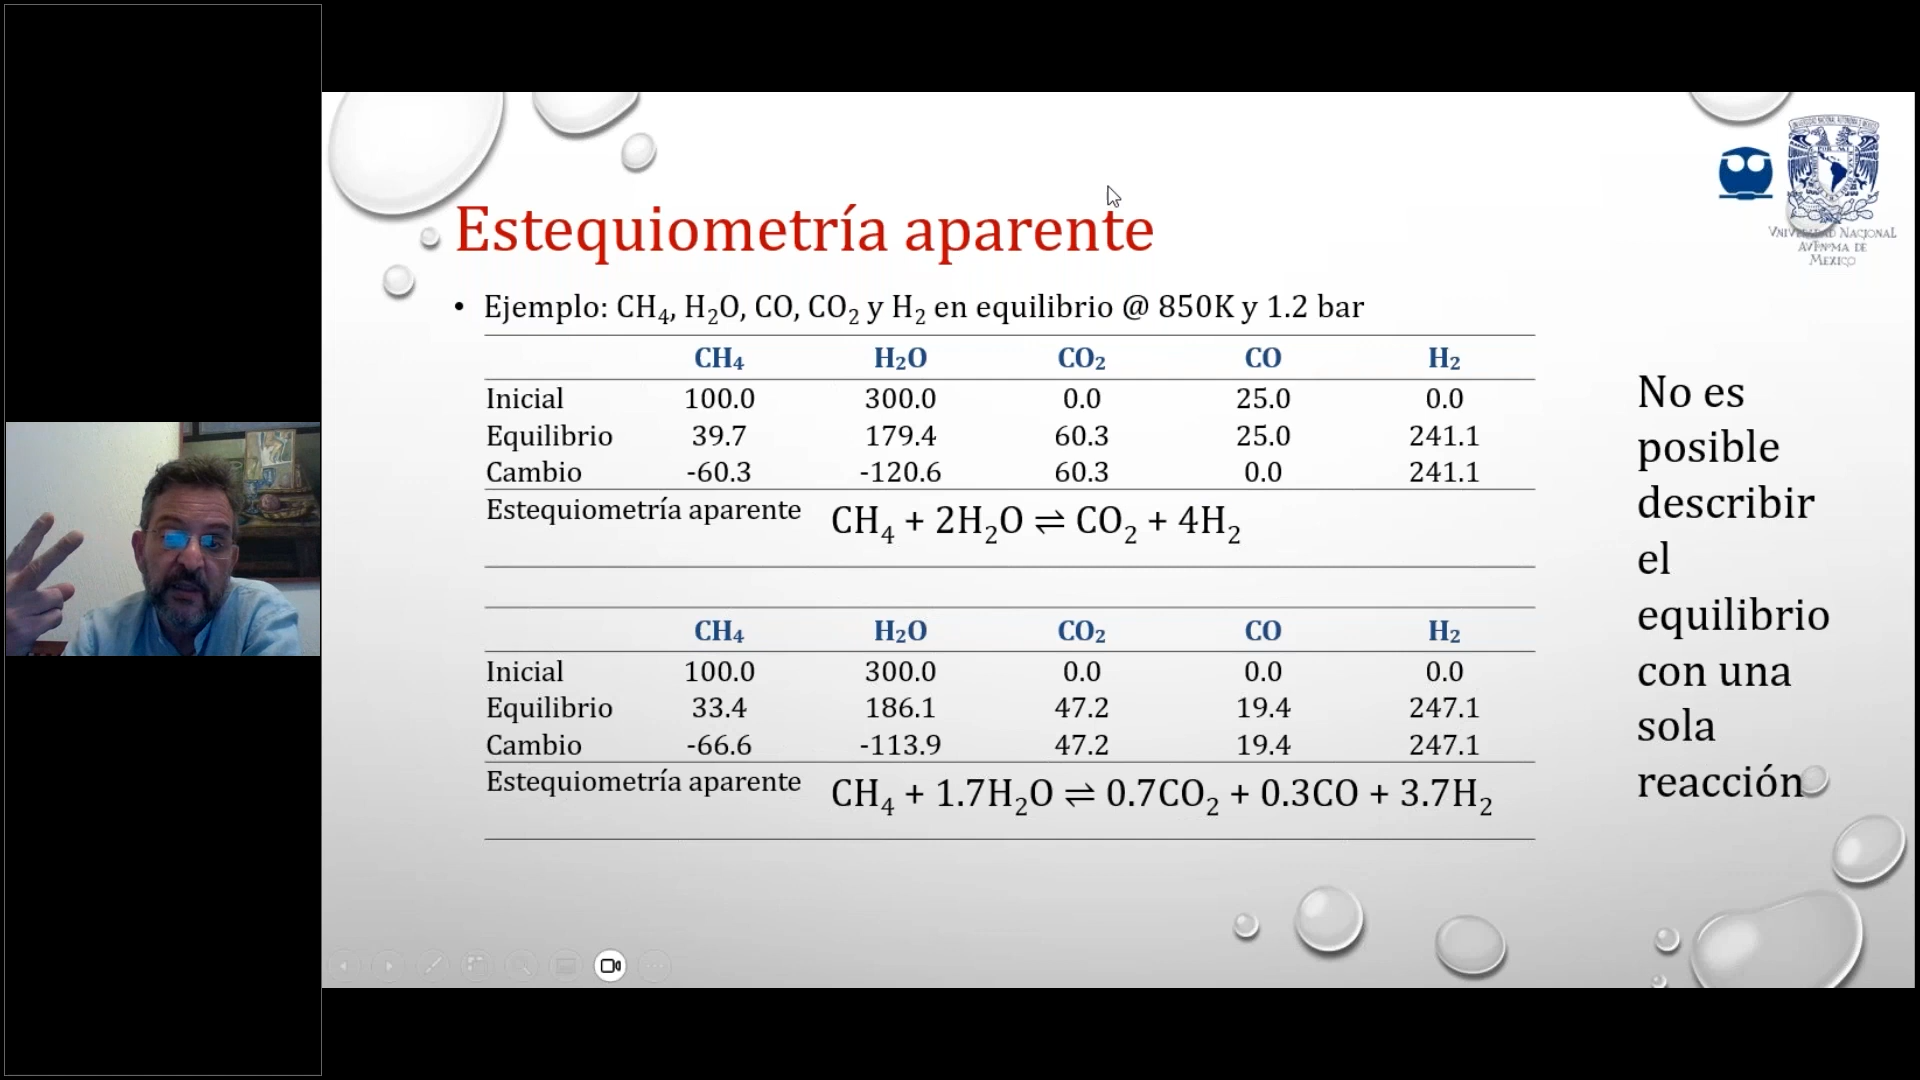 Estequiometría aparente
• Ejemplo: CH₄, H₂O, CO, CO₂ y H₂ en equilibrio @ 850K y 1.2 bar
CH₄ H₂O CO₂ CO H₂
Inicial 100.0 300.0 0.0 25.0 0.0
Equilibrio 39.7 179.4 60.3 25.0 241.1
Cambio -60.3 -120.6 60.3 0.0 241.1
Estequiometría aparente CH₄ + 2H₂O ⇌ CO₂ + 4H₂
CH₄ H₂O CO₂ CO H₂
Inicial 100.0 300.0 0.0 0.0 0.0
Equilibrio 33.4 186.1 47.2 19.4 247.1
Cambio -66.6 -113.9 47.2 19.4 247.1
Estequiometría aparente CH₄ + 1.7H₂O ⇌ 0.7CO₂ + 0.3CO + 3.7H₂
No es
posible
describir
el
equilibrio
con una
sola
reacción
VNIVERSIDAD NACIONAL
AVTNMA DE
MEXICO